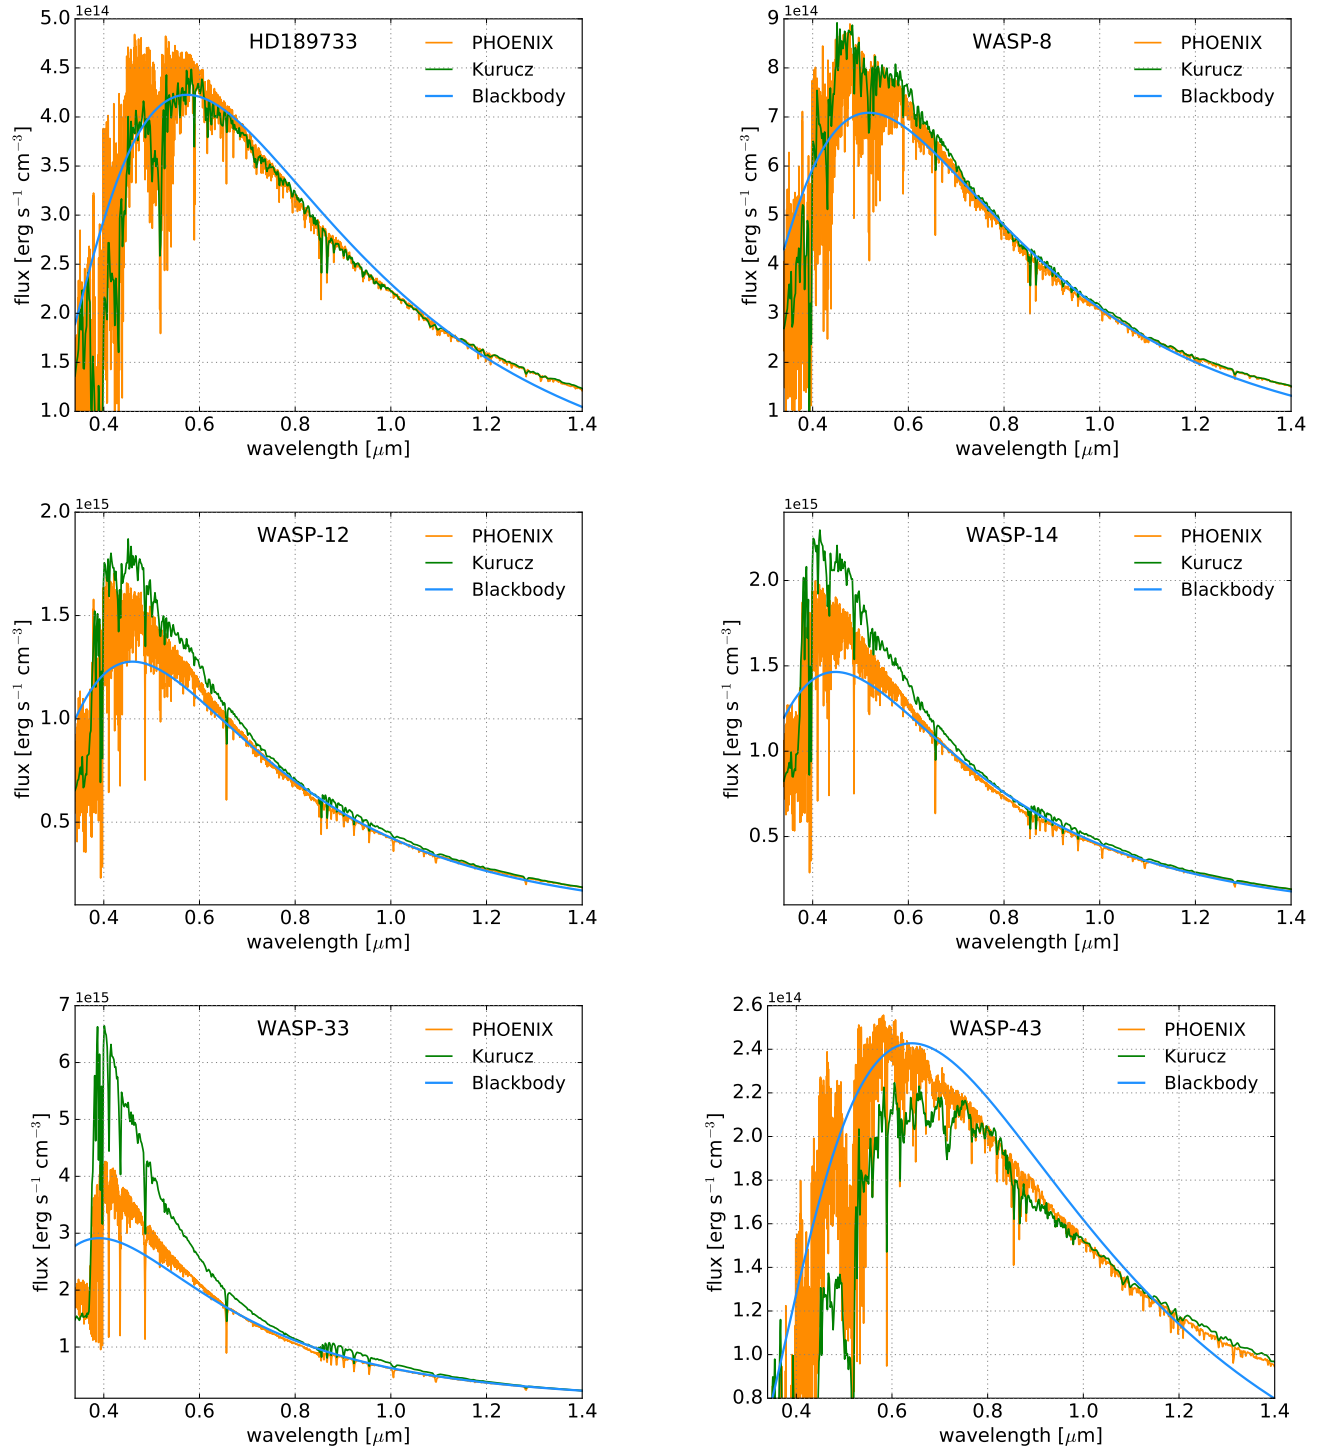 1e14
HD189733
PHOENIX
Kurucz
Blackbody
5.0
4.5
4.0
3.5
3.0
2.5
2.0
1.5
1.0
flux [erg s⁻¹ cm⁻³]
0.4 0.6 0.8 1.0 1.2 1.4
wavelength [μm]
1e14
WASP-8
PHOENIX
Kurucz
Blackbody
9
8
7
6
5
4
3
2
1
flux [erg s⁻¹ cm⁻³]
0.4 0.6 0.8 1.0 1.2 1.4
wavelength [μm]
1e15
WASP-12
PHOENIX
Kurucz
Blackbody
2.0
1.5
1.0
0.5
flux [erg s⁻¹ cm⁻³]
0.4 0.6 0.8 1.0 1.2 1.4
wavelength [μm]
1e15
WASP-14
PHOENIX
Kurucz
Blackbody
2.0
1.5
1.0
0.5
flux [erg s⁻¹ cm⁻³]
0.4 0.6 0.8 1.0 1.2 1.4
wavelength [μm]
1e15
WASP-33
PHOENIX
Kurucz
Blackbody
7
6
5
4
3
2
1
flux [erg s⁻¹ cm⁻³]
0.4 0.6 0.8 1.0 1.2 1.4
wavelength [μm]
1e14
WASP-43
PHOENIX
Kurucz
Blackbody
2.6
2.4
2.2
2.0
1.8
1.6
1.4
1.2
1.0
0.8
flux [erg s⁻¹ cm⁻³]
0.4 0.6 0.8 1.0 1.2 1.4
wavelength [μm]